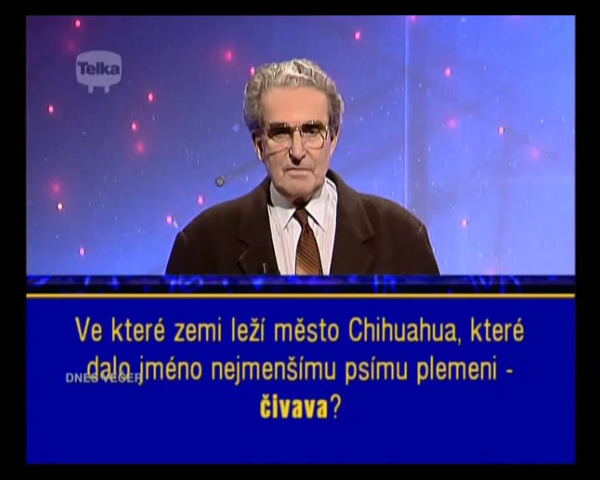 Telka
Ve které zemi leží město Chihuahua, které
dalo jméno nejmenšímu psímu plemeni -
DNES VEČER
čivava?